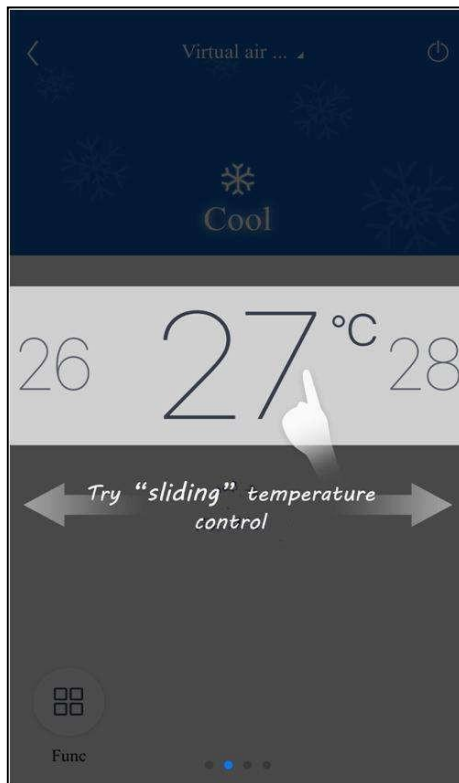 Virtual air ...
Cool
26 27°C 28
Try “sliding” temperature
control
Func